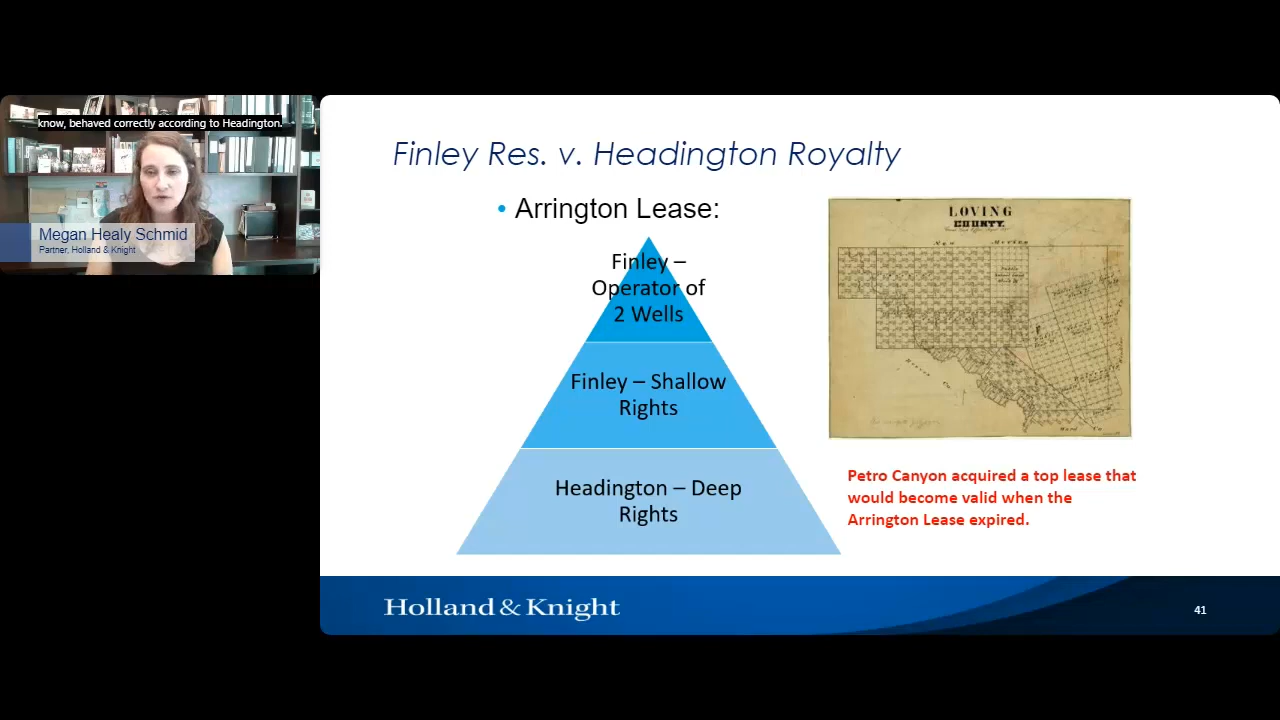 know, behaved correctly according to Headington.
Megan Healy Schmid
Partner, Holland & Knight
Finley Res. v. Headington Royalty
• Arrington Lease:
Finley –
Operator of
2 Wells
Finley – Shallow
Rights
Headington – Deep
Rights
LOVING
COUNTY.
Petro Canyon acquired a top lease that
would become valid when the
Arrington Lease expired.
Holland & Knight
41